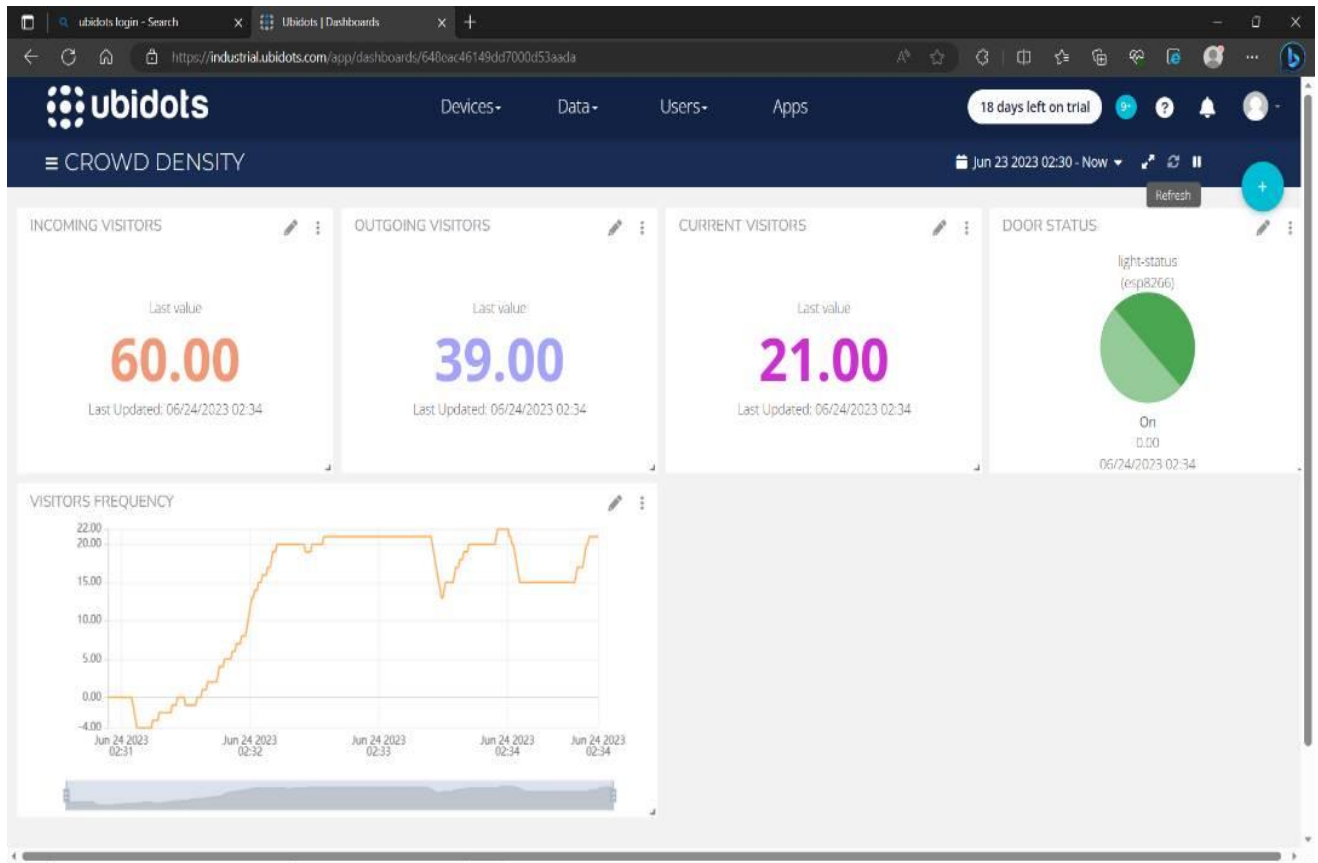 ubidots login - Search
Ubidots | Dashboards
https://industrial.ubidots.com/app/dashboards/648eac46149dd7000d53aada
ubidots
Devices
Data
Users
Apps
18 days left on trial
9+
?
CROWD DENSITY
Jun 23 2023 02:30 - Now
Refresh
INCOMING VISITORS
Last value
60.00
Last Updated: 06/24/2023 02:34
OUTGOING VISITORS
Last value
39.00
Last Updated: 06/24/2023 02:34
CURRENT VISITORS
Last value
21.00
Last Updated: 06/24/2023 02:34
DOOR STATUS
light-status
(esp8266)
On
0.00
06/24/2023 02:34
VISITORS FREQUENCY
22.00
20.00
15.00
10.00
5.00
0.00
-4.00
Jun 24 2023
02:31
Jun 24 2023
02:32
Jun 24 2023
02:33
Jun 24 2023
02:34
Jun 24 2023
02:34